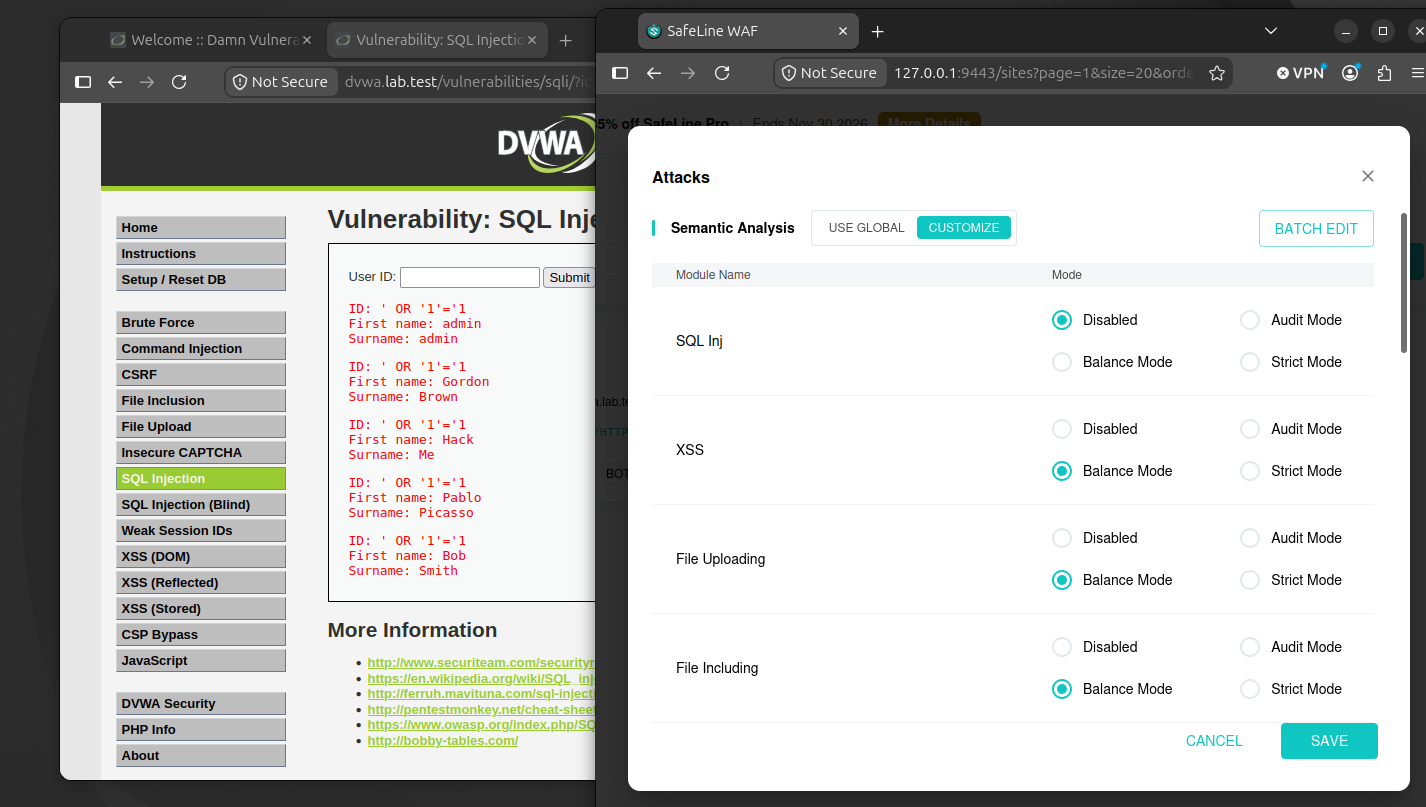 Welcome :: Damn Vulnera
Vulnerability: SQL Injectio
Not Secure
dvwa.lab.test/vulnerabilities/sqli/?id
DVWA
Home
Instructions
Setup / Reset DB
Brute Force
Command Injection
CSRF
File Inclusion
File Upload
Insecure CAPTCHA
SQL Injection
SQL Injection (Blind)
Weak Session IDs
XSS (DOM)
XSS (Reflected)
XSS (Stored)
CSP Bypass
JavaScript
DVWA Security
PHP Info
About
Vulnerability: SQL Inje
User ID:
Submit
ID: ' OR '1'='1
First name: admin
Surname: admin
ID: ' OR '1'='1
First name: Gordon
Surname: Brown
ID: ' OR '1'='1
First name: Hack
Surname: Me
ID: ' OR '1'='1
First name: Pablo
Surname: Picasso
ID: ' OR '1'='1
First name: Bob
Surname: Smith
More Information
http://www.securiteam.com/securityr
https://en.wikipedia.org/wiki/SQL_inje
http://ferruh.mavituna.com/sql-injecti
http://pentestmonkey.net/cheat-sheet
https://www.owasp.org/index.php/SQ
http://bobby-tables.com/
SafeLine WAF
Not Secure
127.0.0.1:9443/sites?page=1&size=20&orde
VPN
5% off SafeLine Pro | Ends Nov 30 2026 More Details
a.lab.te
/HTTP
BOT
Attacks
Semantic Analysis
USE GLOBAL
CUSTOMIZE
BATCH EDIT
Module Name
Mode
SQL Inj
Disabled
Audit Mode
Balance Mode
Strict Mode
XSS
Disabled
Audit Mode
Balance Mode
Strict Mode
File Uploading
Disabled
Audit Mode
Balance Mode
Strict Mode
File Including
Disabled
Audit Mode
Balance Mode
Strict Mode
CANCEL
SAVE